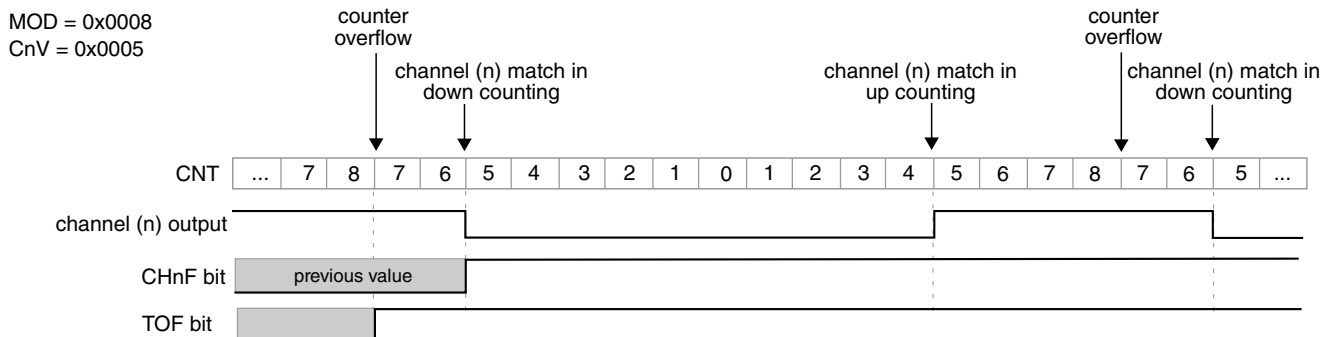 MOD = 0x0008
CnV = 0x0005
counter
overflow
channel (n) match in
down counting
channel (n) match in
up counting
counter
overflow
channel (n) match in
down counting
CNT ... 7 8 7 6 5 4 3 2 1 0 1 2 3 4 5 6 7 8 7 6 5 ...
channel (n) output
CHnF bit previous value
TOF bit